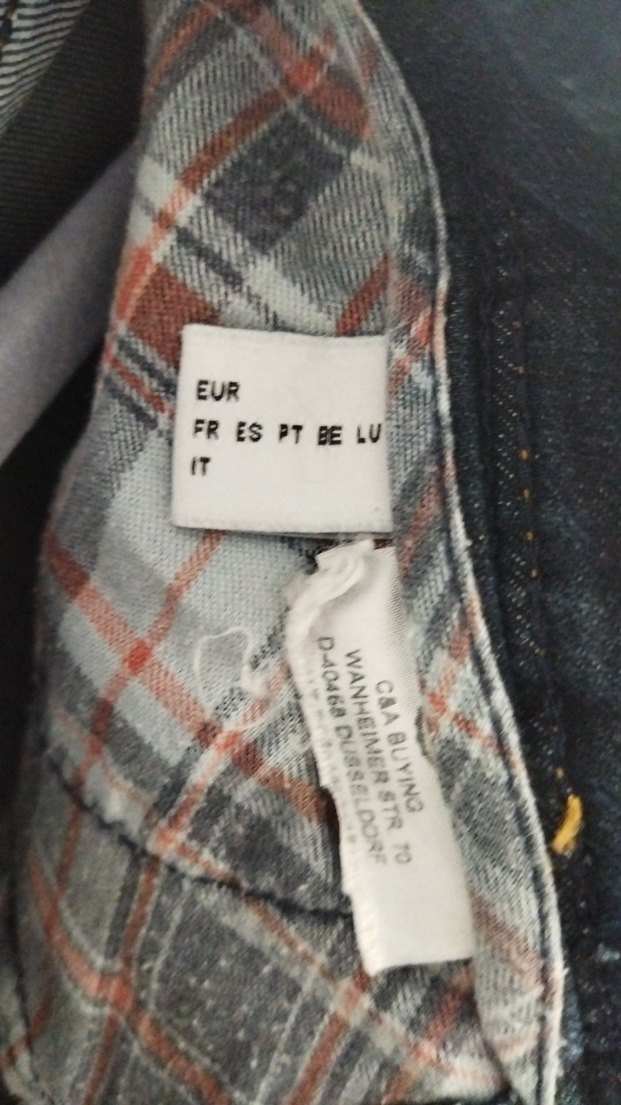 EUR
FR ES PT BE LU
IT
C&A BUYING
WANHEIMER STR. 70
D-40468 DUSSELDORF